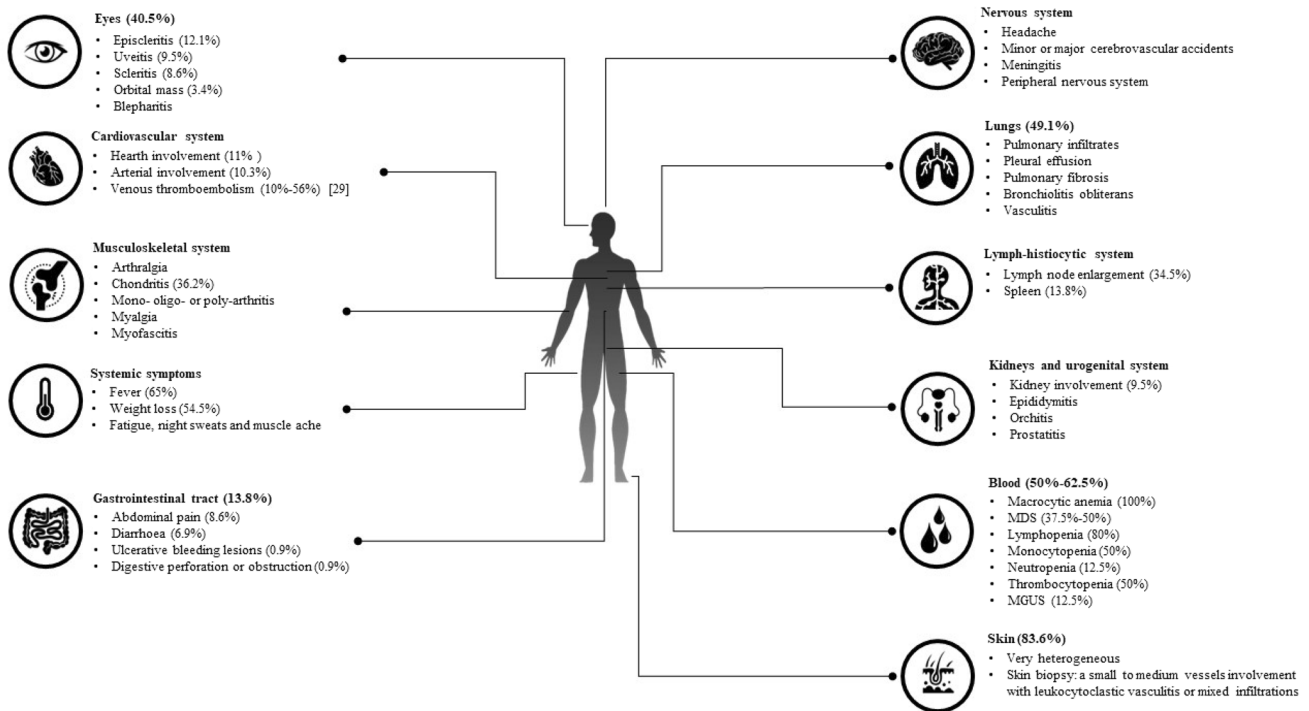 Eyes (40.5%)
• Episcleritis (12.1%)
• Uveitis (9.5%)
• Scleritis (8.6%)
• Orbital mass (3.4%)
• Blepharitis
Cardiovascular system
• Hearth involvement (11% )
• Arterial involvement (10.3%)
• Venous thromboembolism (10%-56%) [29]
Musculoskeletal system
• Arthralgia
• Chondritis (36.2%)
• Mono- oligo- or poly-arthritis
• Myalgia
• Myofascitis
Systemic symptoms
• Fever (65%)
• Weight loss (54.5%)
• Fatigue, night sweats and muscle ache
Gastrointestinal tract (13.8%)
• Abdominal pain (8.6%)
• Diarrhoea (6.9%)
• Ulcerative bleeding lesions (0.9%)
• Digestive perforation or obstruction (0.9%)
Nervous system
• Headache
• Minor or major cerebrovascular accidents
• Meningitis
• Peripheral nervous system
Lungs (49.1%)
• Pulmonary infiltrates
• Pleural effusion
• Pulmonary fibrosis
• Bronchiolitis obliterans
• Vasculitis
Lymph-histiocytic system
• Lymph node enlargement (34.5%)
• Spleen (13.8%)
Kidneys and urogenital system
• Kidney involvement (9.5%)
• Epididymitis
• Orchitis
• Prostatitis
Blood (50%-62.5%)
• Macrocytic anemia (100%)
• MDS (37.5%-50%)
• Lymphopenia (80%)
• Monocytopenia (50%)
• Neutropenia (12.5%)
• Thrombocytopenia (50%)
• MGUS (12.5%)
Skin (83.6%)
• Very heterogeneous
• Skin biopsy: a small to medium vessels involvement
with leukocytoclastic vasculitis or mixed infiltrations